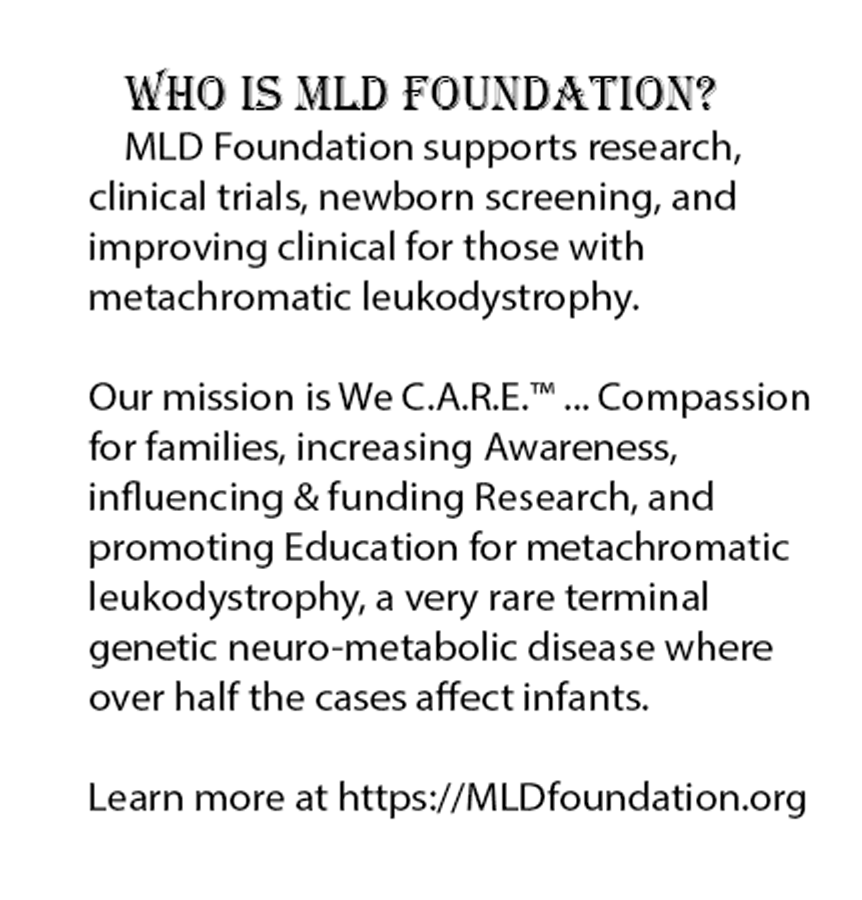 WHO IS MLD FOUNDATION?
MLD Foundation supports research,
clinical trials, newborn screening, and
improving clinical for those with
metachromatic leukodystrophy.
Our mission is We C.A.R.E.™ ... Compassion
for families, increasing Awareness,
influencing & funding Research, and
promoting Education for metachromatic
leukodystrophy, a very rare terminal
genetic neuro-metabolic disease where
over half the cases affect infants.
Learn more at https://MLDfoundation.org